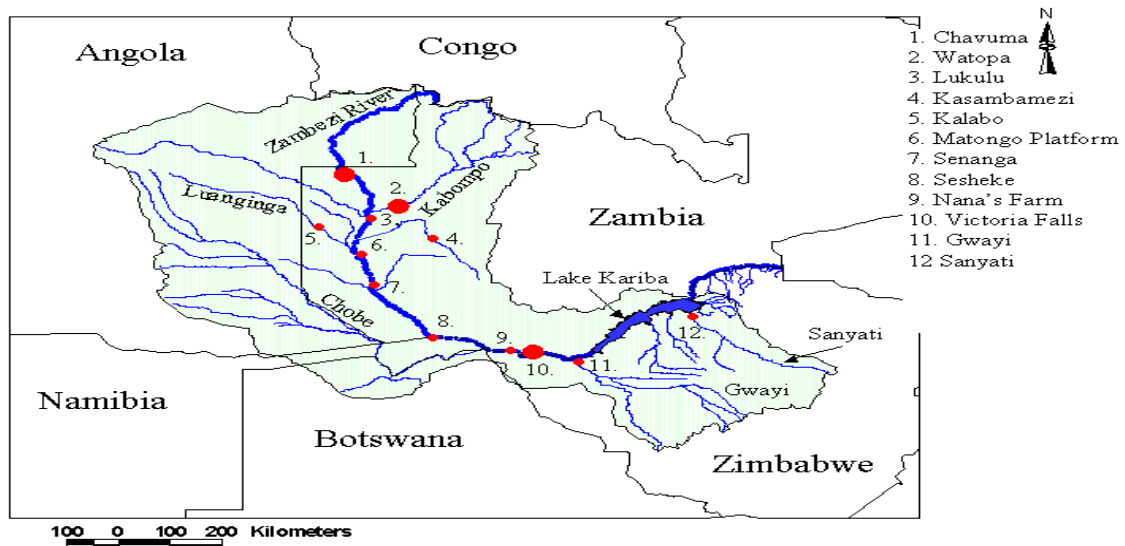 Angola
Congo
Zambezi River
1.
2.
Kabompo
Luanginga
3.
Zambia
5.
4.
6.
7.
Lake Kariba
Chobe
8.
12.
Sanyati
9.
10.
11.
Gwayi
Namibia
Botswana
Zimbabwe
100 0 100 200 Kilometers
N
1. Chavuma
2. Watopa
3. Lukulu
4. Kasambamezi
5. Kalabo
6. Matongo Platform
7. Senanga
8. Sesheke
9. Nana's Farm
10. Victoria Falls
11. Gwayi
12 Sanyati